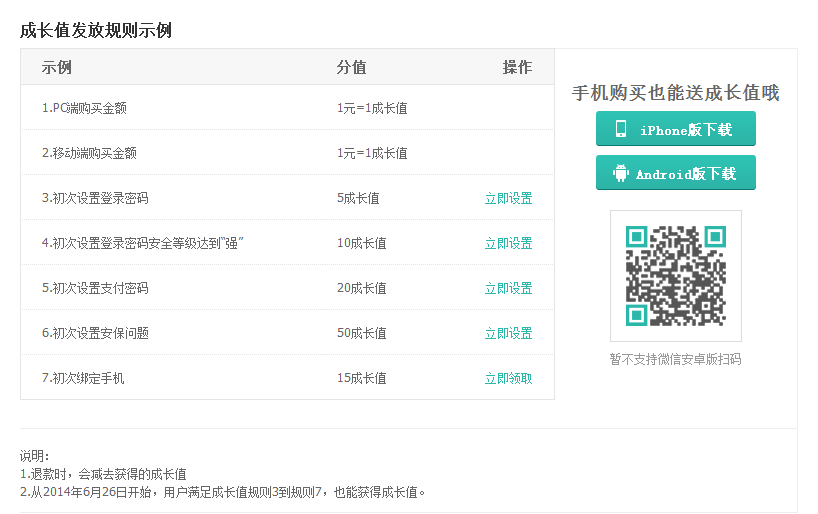 成长值发放规则示例
示例 分值 操作
1.PC端购买金额 1元=1成长值
2.移动端购买金额 1元=1成长值
3.初次设置登录密码 5成长值 立即设置
4.初次设置登录密码安全等级达到“强” 10成长值 立即设置
5.初次设置支付密码 20成长值 立即设置
6.初次设置安保问题 50成长值 立即设置
7.初次绑定手机 15成长值 立即领取
手机购买也能送成长值哦
iPhone版下载
Android版下载
暂不支持微信安卓版扫码
说明：
1.退款时，会减去获得的成长值
2.从2014年6月26日开始，用户满足成长值规则3到规则7，也能获得成长值。